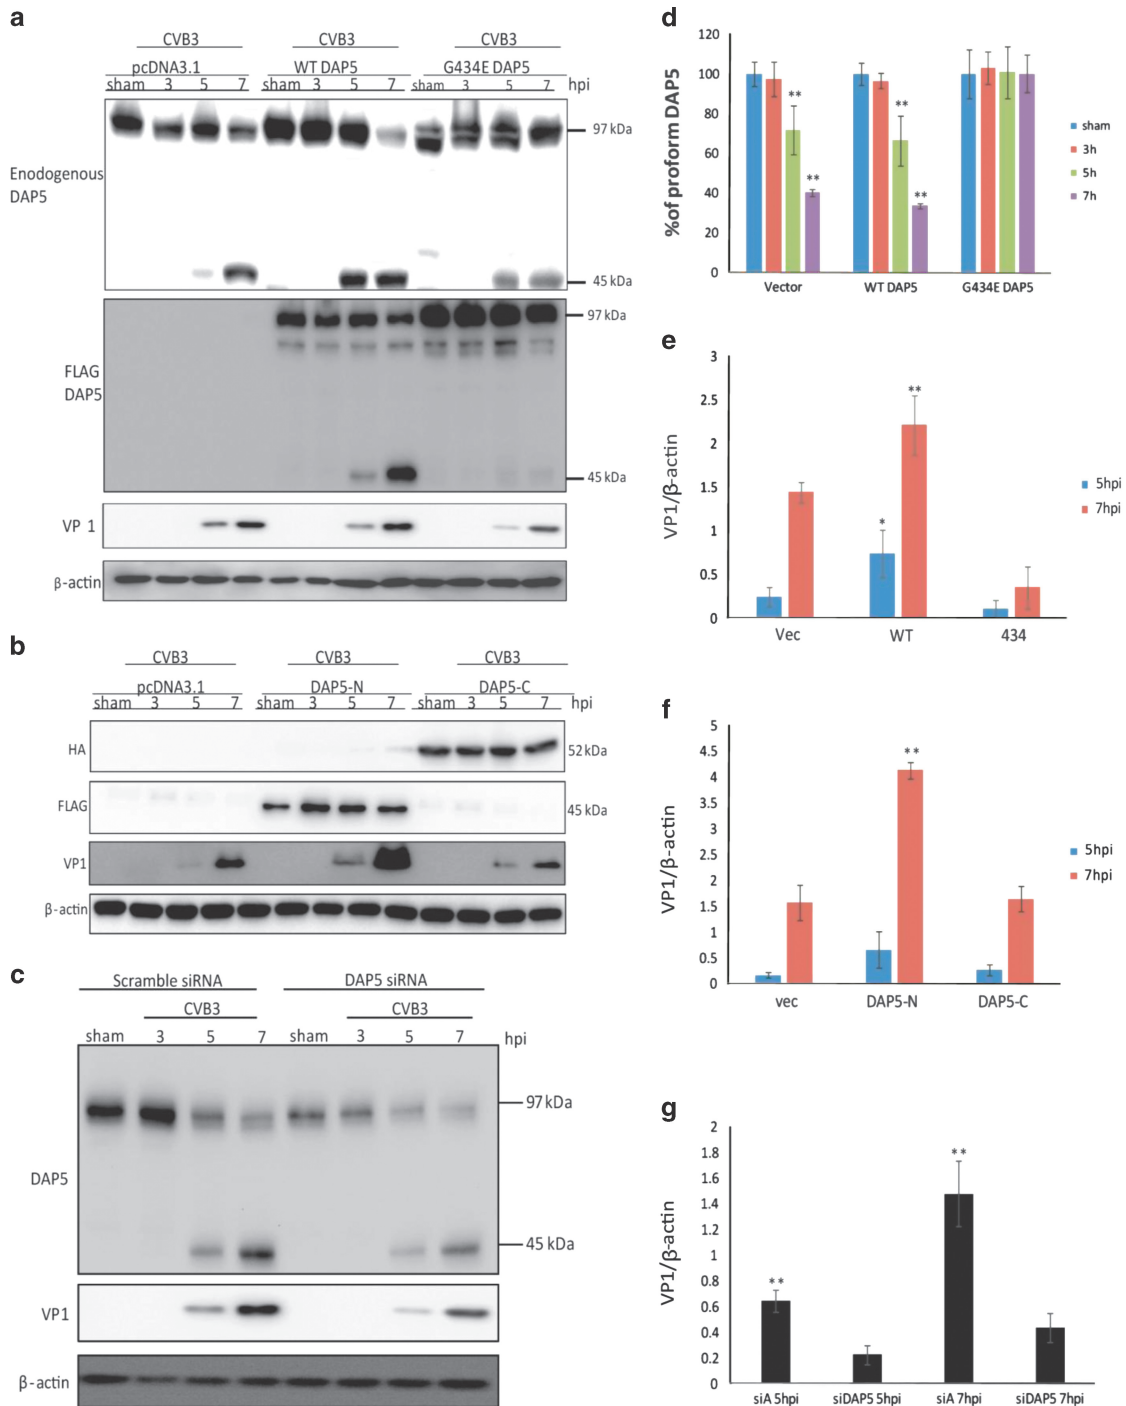 a
CVB3 CVB3 CVB3
pcDNA3.1 WT DAP5 G434E DAP5
sham 3 5 7 sham 3 5 7 sham 3 5 7 hpi
Enodogenous
DAP5
97 kDa
45 kDa
FLAG
DAP5
97 kDa
45 kDa
VP 1
β-actin
b
CVB3 CVB3 CVB3
pcDNA3.1 DAP5-N DAP5-C
sham 3 5 7 sham 3 5 7 sham 3 5 7 hpi
HA
52 kDa
FLAG
45 kDa
VP1
β-actin
c
Scramble siRNA DAP5 siRNA
CVB3 CVB3
sham 3 5 7 sham 3 5 7 hpi
DAP5
97 kDa
45 kDa
VP1
β-actin
d
%of proform DAP5
120
100
80
60
40
20
0
** ** ** **
Vector WT DAP5 G434E DAP5
sham
3h
5h
7h
e
VP1/β-actin
3
2.5
2
1.5
1
0.5
0
* **
Vec WT 434
5hpi
7hpi
f
VP1/β-actin
5
4.5
4
3.5
3
2.5
2
1.5
1
0.5
0
**
vec DAP5-N DAP5-C
5hpi
7hpi
g
VP1/β-actin
2
1.8
1.6
1.4
1.2
1
0.8
0.6
0.4
0.2
0
** **
siA 5hpi siDAP5 5hpi siA 7hpi siDAP5 7hpi